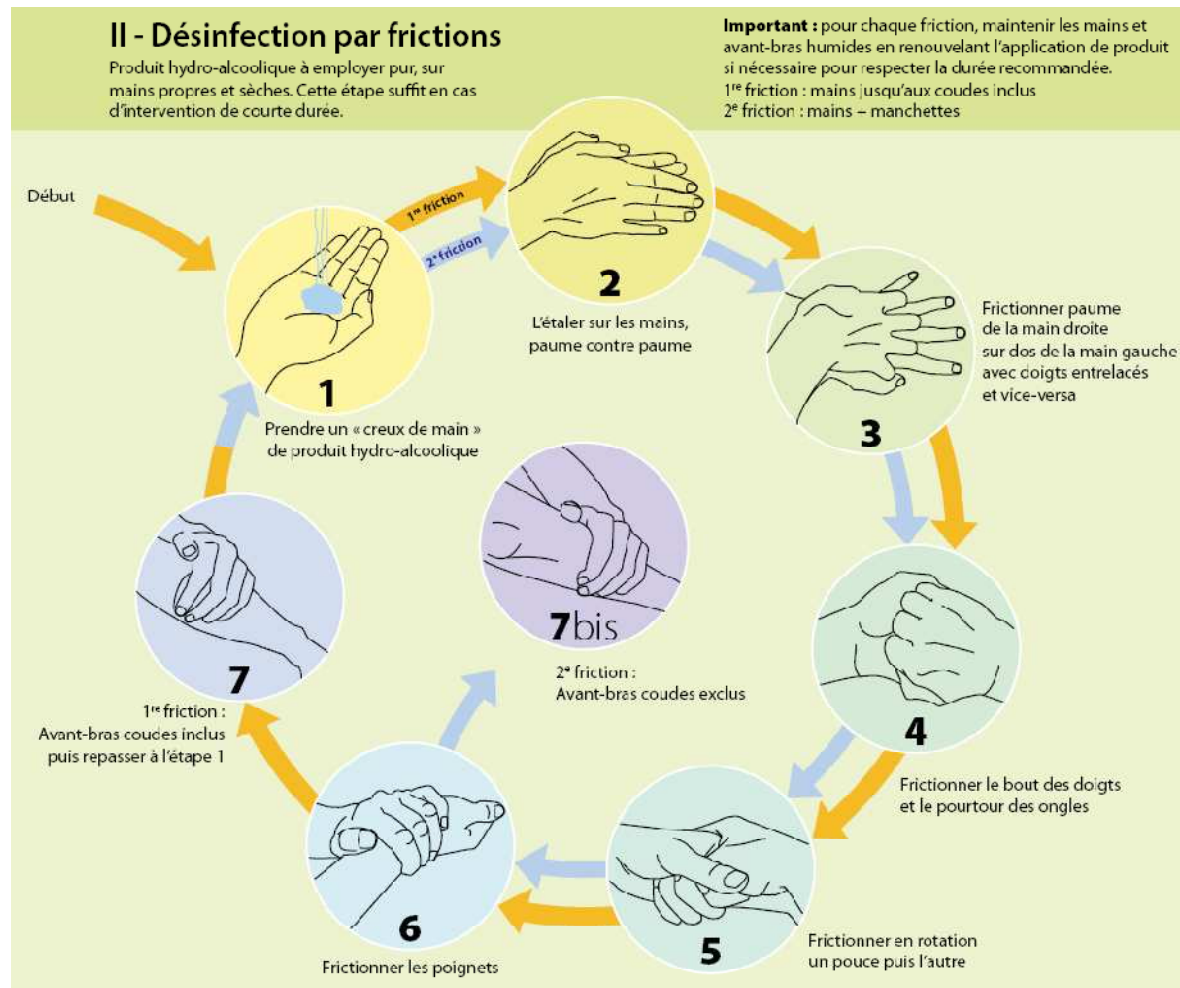 II - Désinfection par frictions
Produit hydro-alcoolique à employer pur, sur
mains propres et sèches. Cette étape suffit en cas
d'intervention de courte durée.
Important : pour chaque friction, maintenir les mains et
avant-bras humides en renouvelant l'application de produit
si nécessaire pour respecter la durée recommandée.
1re friction : mains jusqu'aux coudes inclus
2e friction : mains – manchettes
Début
1re friction
2e friction
1
Prendre un « creux de main »
de produit hydro-alcoolique
2
L'étaler sur les mains,
paume contre paume
3
Frictionner paume
de la main droite
sur dos de la main gauche
avec doigts entrelacés
et vice-versa
4
Frictionner le bout des doigts
et le pourtour des ongles
5
Frictionner en rotation
un pouce puis l'autre
6
Frictionner les poignets
7
1re friction :
Avant-bras coudes inclus
puis repasser à l'étape 1
7bis
2e friction :
Avant-bras coudes exclus